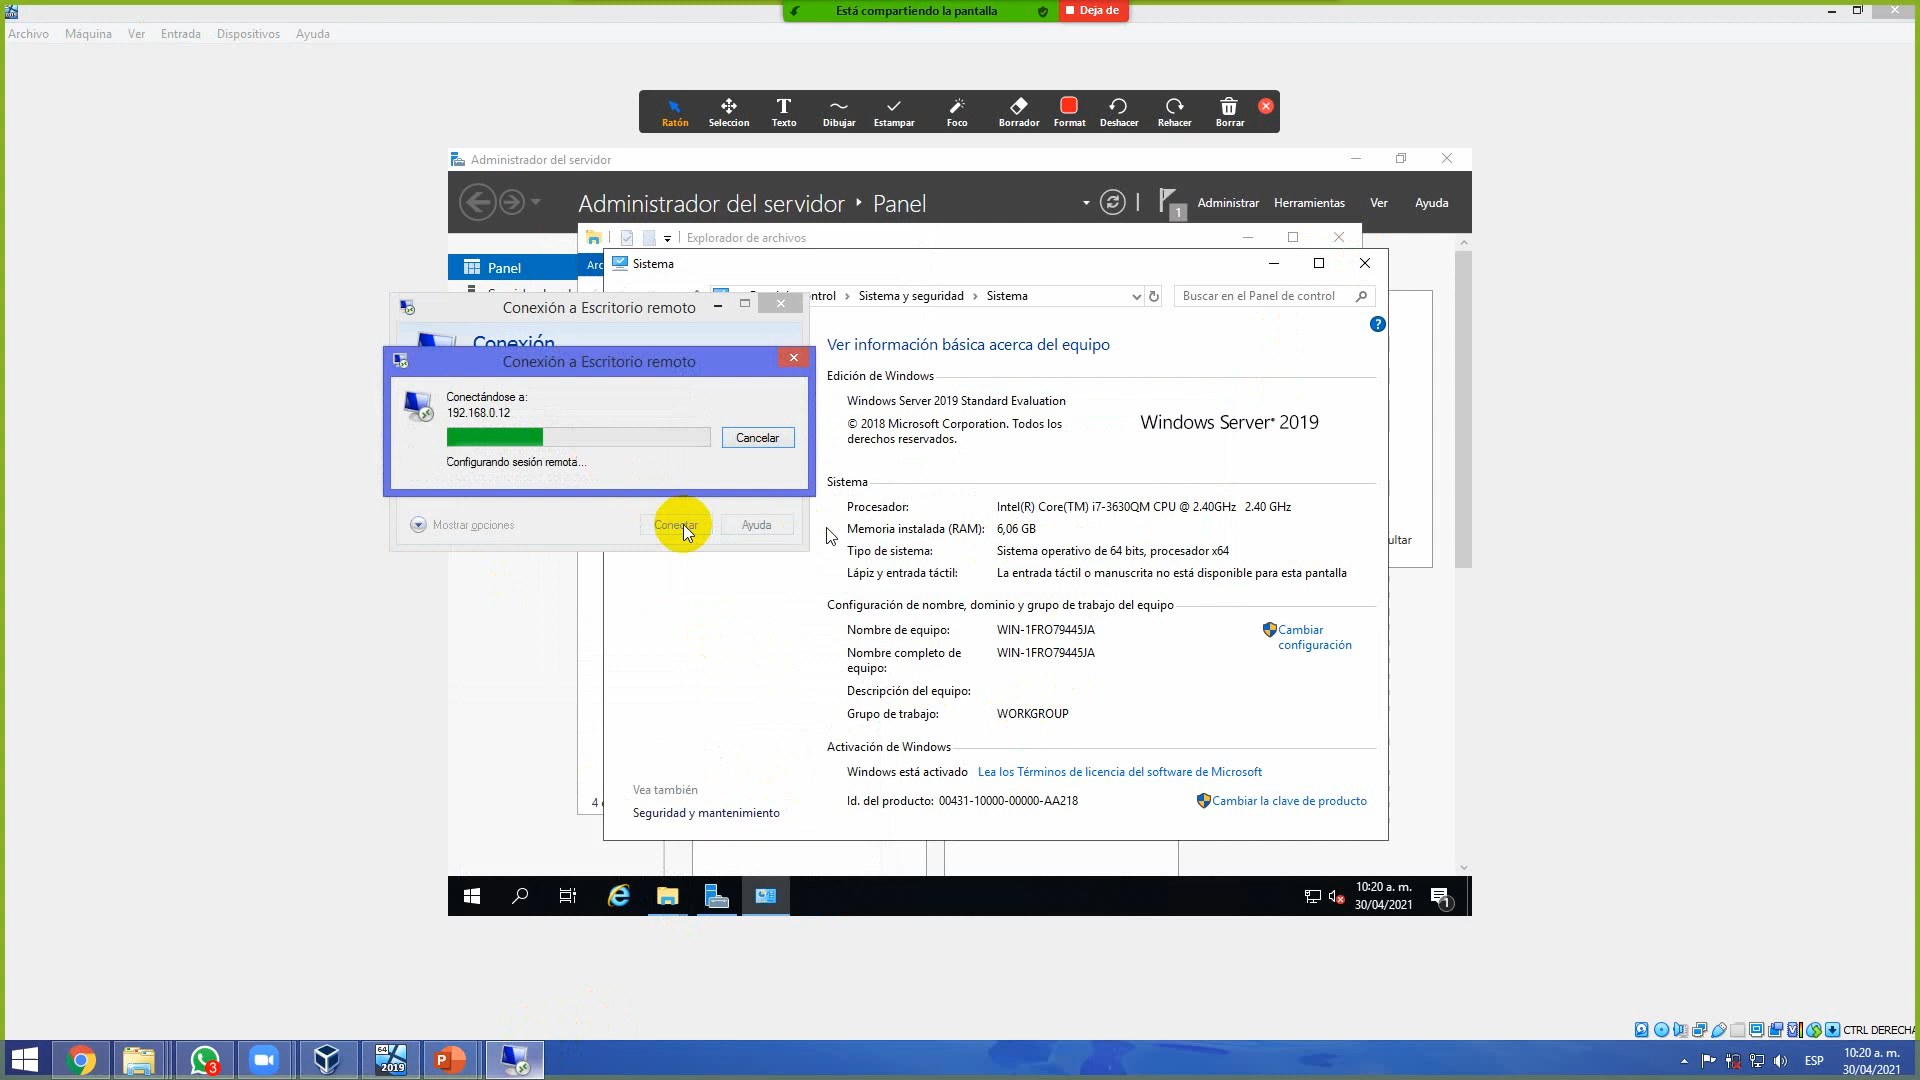 Está compartiendo la pantalla
Deja de
Archivo Máquina Ver Entrada Dispositivos Ayuda
Ratón Seleccion Texto Dibujar Estampar Foco Borrador Format Deshacer Rehacer Borrar
Administrador del servidor
Administrador del servidor Panel
1 Administrar Herramientas Ver Ayuda
Explorador de archivos
Panel
Sistema
Sistema y seguridad Sistema
Buscar en el Panel de control
Conexión a Escritorio remoto
Conexión
Conexión a Escritorio remoto
Conectándose a:
192.168.0.12
Cancelar
Configurando sesión remota...
Mostrar opciones Conectar Ayuda
Ver información básica acerca del equipo
Edición de Windows
Windows Server 2019 Standard Evaluation
© 2018 Microsoft Corporation. Todos los
derechos reservados.
Windows Server 2019
Sistema
Procesador: Intel(R) Core(TM) i7-3630QM CPU @ 2.40GHz 2.40 GHz
Memoria instalada (RAM): 6,06 GB
Tipo de sistema: Sistema operativo de 64 bits, procesador x64
Lápiz y entrada táctil: La entrada táctil o manuscrita no está disponible para esta pantalla
Configuración de nombre, dominio y grupo de trabajo del equipo
Nombre de equipo: WIN-1FRO79445JA
Cambiar
configuración
Nombre completo de
equipo:
WIN-1FRO79445JA
Descripción del equipo:
Grupo de trabajo: WORKGROUP
Activación de Windows
Windows está activado Lea los Términos de licencia del software de Microsoft
Id. del producto: 00431-10000-00000-AA218
Cambiar la clave de producto
Vea también
Seguridad y mantenimiento
10:20 a. m.
30/04/2021
1
CTRL DERECHA
3
64
2019
ESP
10:20 a. m.
30/04/2021